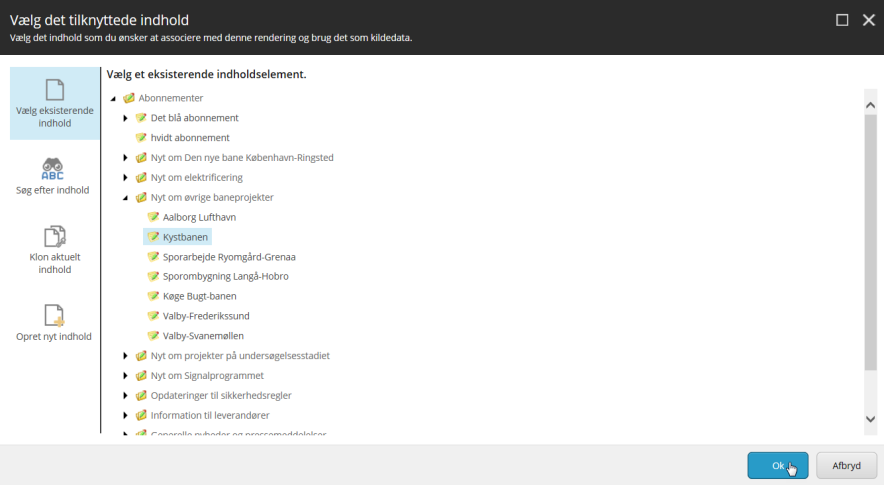 Vælg det tilknyttede indhold
Vælg det indhold som du ønsker at associere med denne rendering og brug det som kildedata.
Vælg eksisterende
indhold
ABC
Søg efter indhold
Klon aktuelt
indhold
Opret nyt indhold
Vælg et eksisterende indholdselement.
Abonnementer
Det blå abonnement
hvidt abonnement
Nyt om Den nye bane København-Ringsted
Nyt om elektrificering
Nyt om øvrige baneprojekter
Aalborg Lufthavn
Kystbanen
Sporarbejde Ryomgård-Grenaa
Sporombygning Langå-Hobro
Køge Bugt-banen
Valby-Frederikssund
Valby-Svanemøllen
Nyt om projekter på undersøgelsesstadiet
Nyt om Signalprogrammet
Opdateringer til sikkerhedsregler
Information til leverandører
Generelle nyheder og pressemeddelelser
Ok
Afbryd